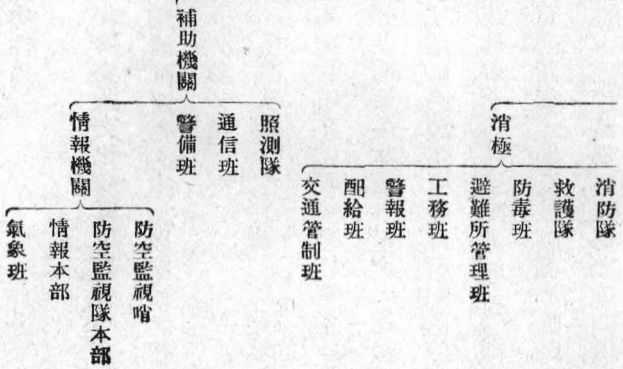 消極
消防隊
救護隊
防毒班
避難所管理班
工務班
警報班
配給班
交通管制班
補助機關
照測隊
通信班
警備班
情報機關
防空監視哨
防空監視隊本部
情報本部
氣象班